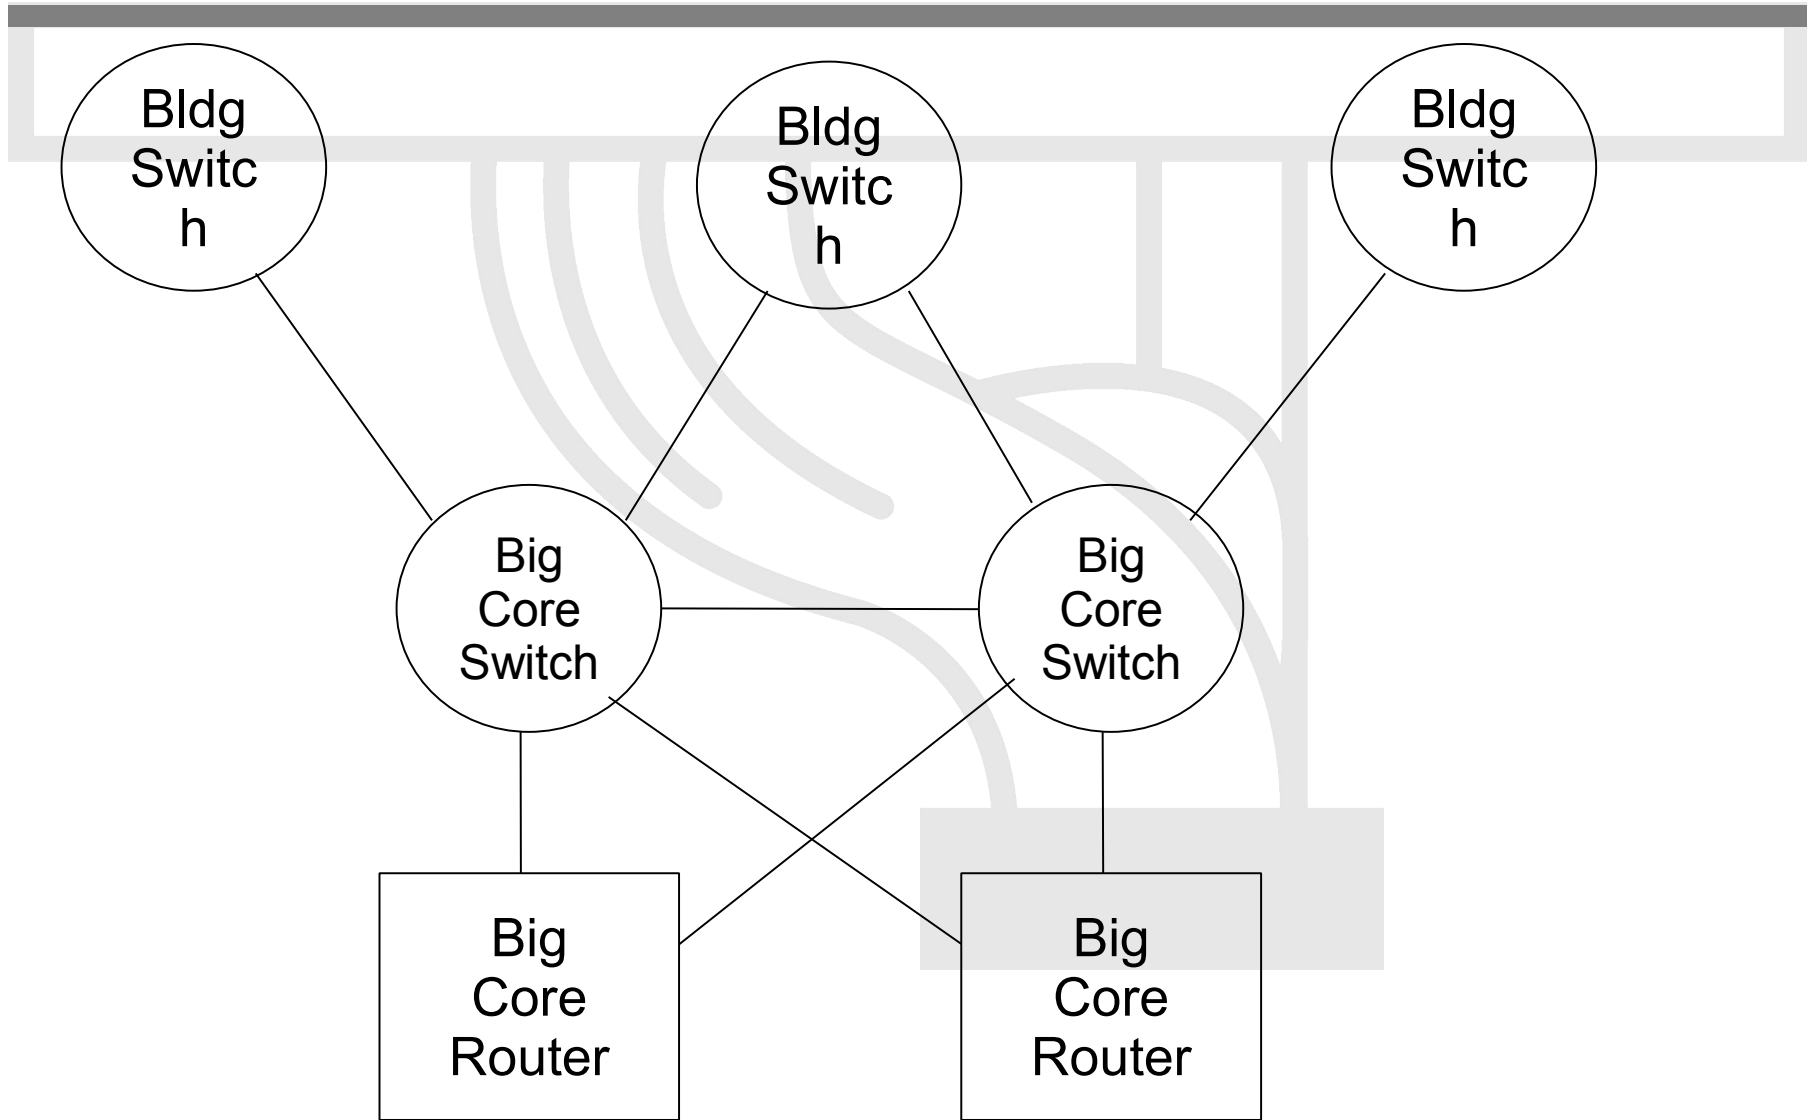 Bldg
Switc
h
Bldg
Switc
h
Bldg
Switc
h
Big
Core
Switch
Big
Core
Switch
Big
Core
Router
Big
Core
Router